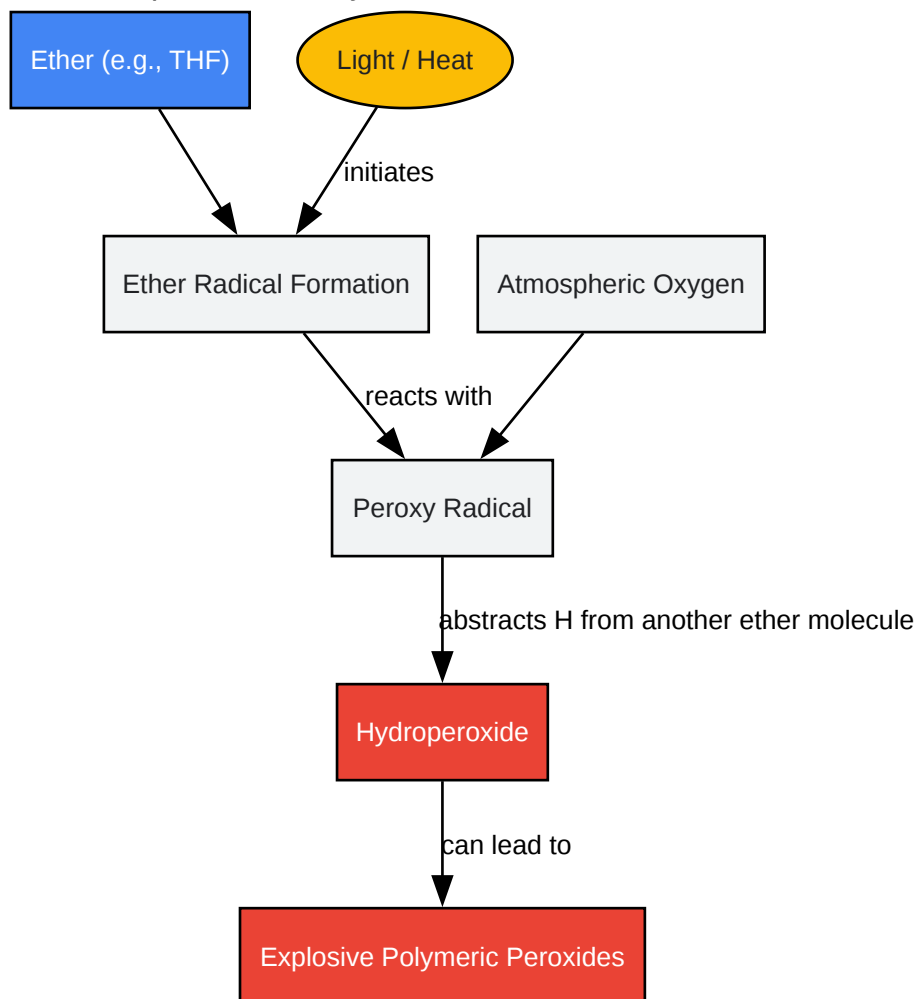 Ether (e.g., THF)
Light / Heat
initiates
Ether Radical Formation
Atmospheric Oxygen
reacts with
Peroxy Radical
abstracts H from another ether molecule
Hydroperoxide
can lead to
Explosive Polymeric Peroxides